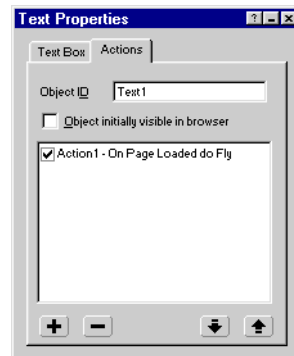 Text Properties
Text Box Actions
Object ID Text1
Object initially visible in browser
Action1 - On Page Loaded do Fly